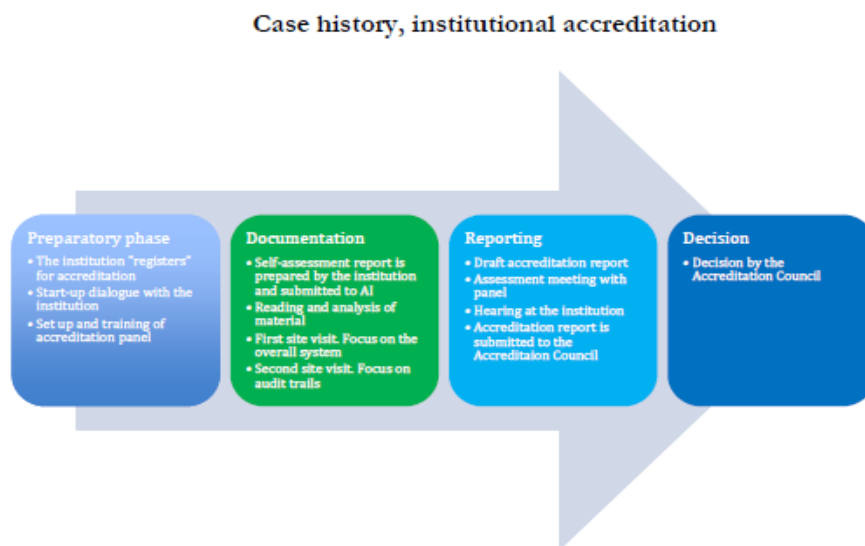 Case history, institutional accreditation
Preparatory phase
• The institution "registers"
for accreditation
• Start-up dialogue with the
institution
• Set up and training of
accreditation panel
Documentation
• Self-assessment report is
prepared by the institution
and submitted to AI
• Reading and analysis of
material
• First site visit. Focus on the
overall system
• Second site visit. Focus on
audit trails
Reporting
• Draft accreditation report
• Assessment meeting with
panel
• Hearing at the institution
• Accreditation report is
submitted to the
Accreditaion Council
Decision
• Decision by the
Accreditation Council